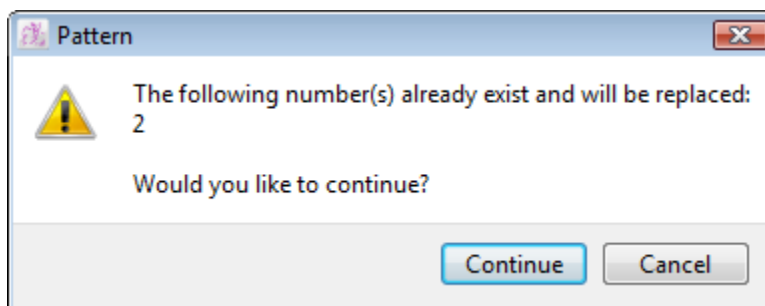 Pattern
The following number(s) already exist and will be replaced:
2
Would you like to continue?
Continue Cancel